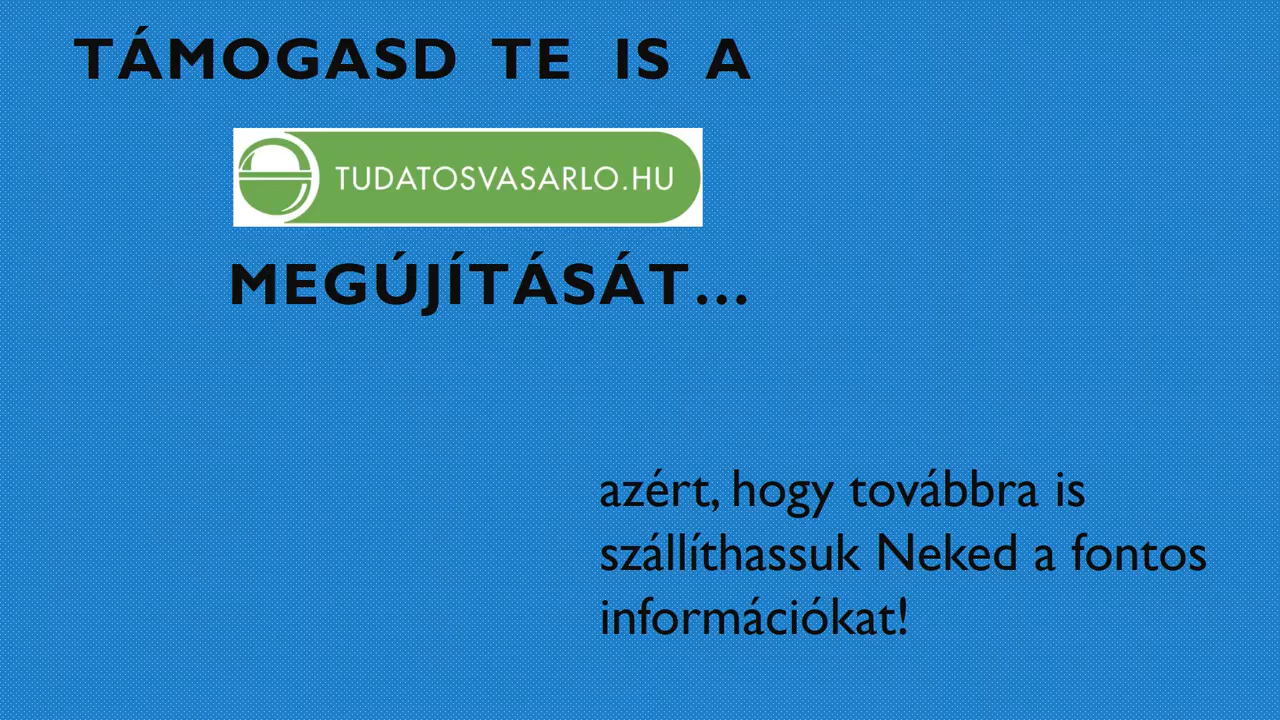 TÁMOGASD TE IS A
TUDATOSVASARLO.HU
MEGÚJÍTÁSÁT...
azért, hogy továbbra is
szállíthassuk Neked a fontos
információkat!